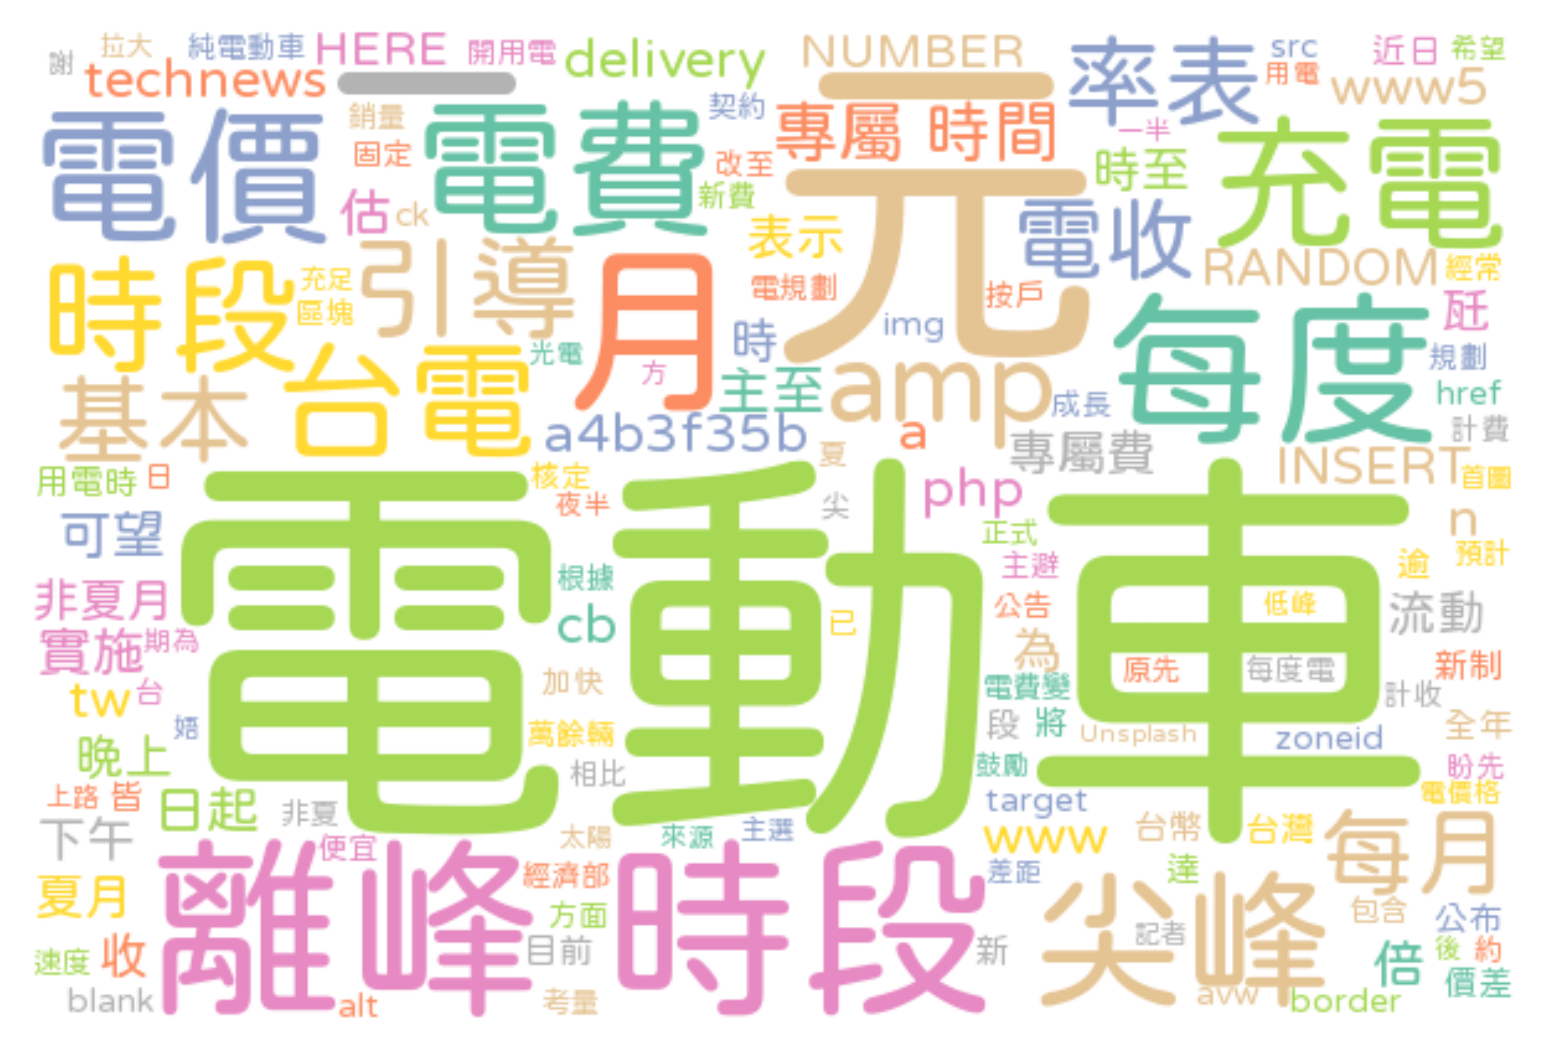 謝 拉大 純電動車 HERE 開用電 delivery NUMBER 率表 src 近日 希望
technews 一 用電 www5
電價 銷量 電費 契約 專屬 時間 元 一半 充電
固定 改至 時至
估 ck 新費 表示 電收
時段 充足 引導 月 電規劃 按戶 RANDOM 經常
區塊 時 img 每度 瓩
台電 光電 方 規劃
基本 主至 amp 成長 href
a4b3f35b a 專屬費 計費
用電時 日 電動車 核定 夏 php INSERT 首圖
可望 夜半 尖 正式 n
非夏月 根據 主避 逾 預計
實施 期為 cb 已 公告 低峰 流動
tw 台 加快 為 原先 每度電 新制
電費變 計收
晚上 娪 萬餘輛 段 將 Unsplash zoneid 全年
相比 鼓勵 盼先
上路 皆 日起 非夏 target 電價格
下午 便宜 太陽 來源 主選 www 台幣 台灣 每月
夏月 離峰 時段 經濟部 差距 達 尖峰
方面 包含 公布
速度 收 目前 新 記者 倍 後 約
blank alt 考量 avw border 價差